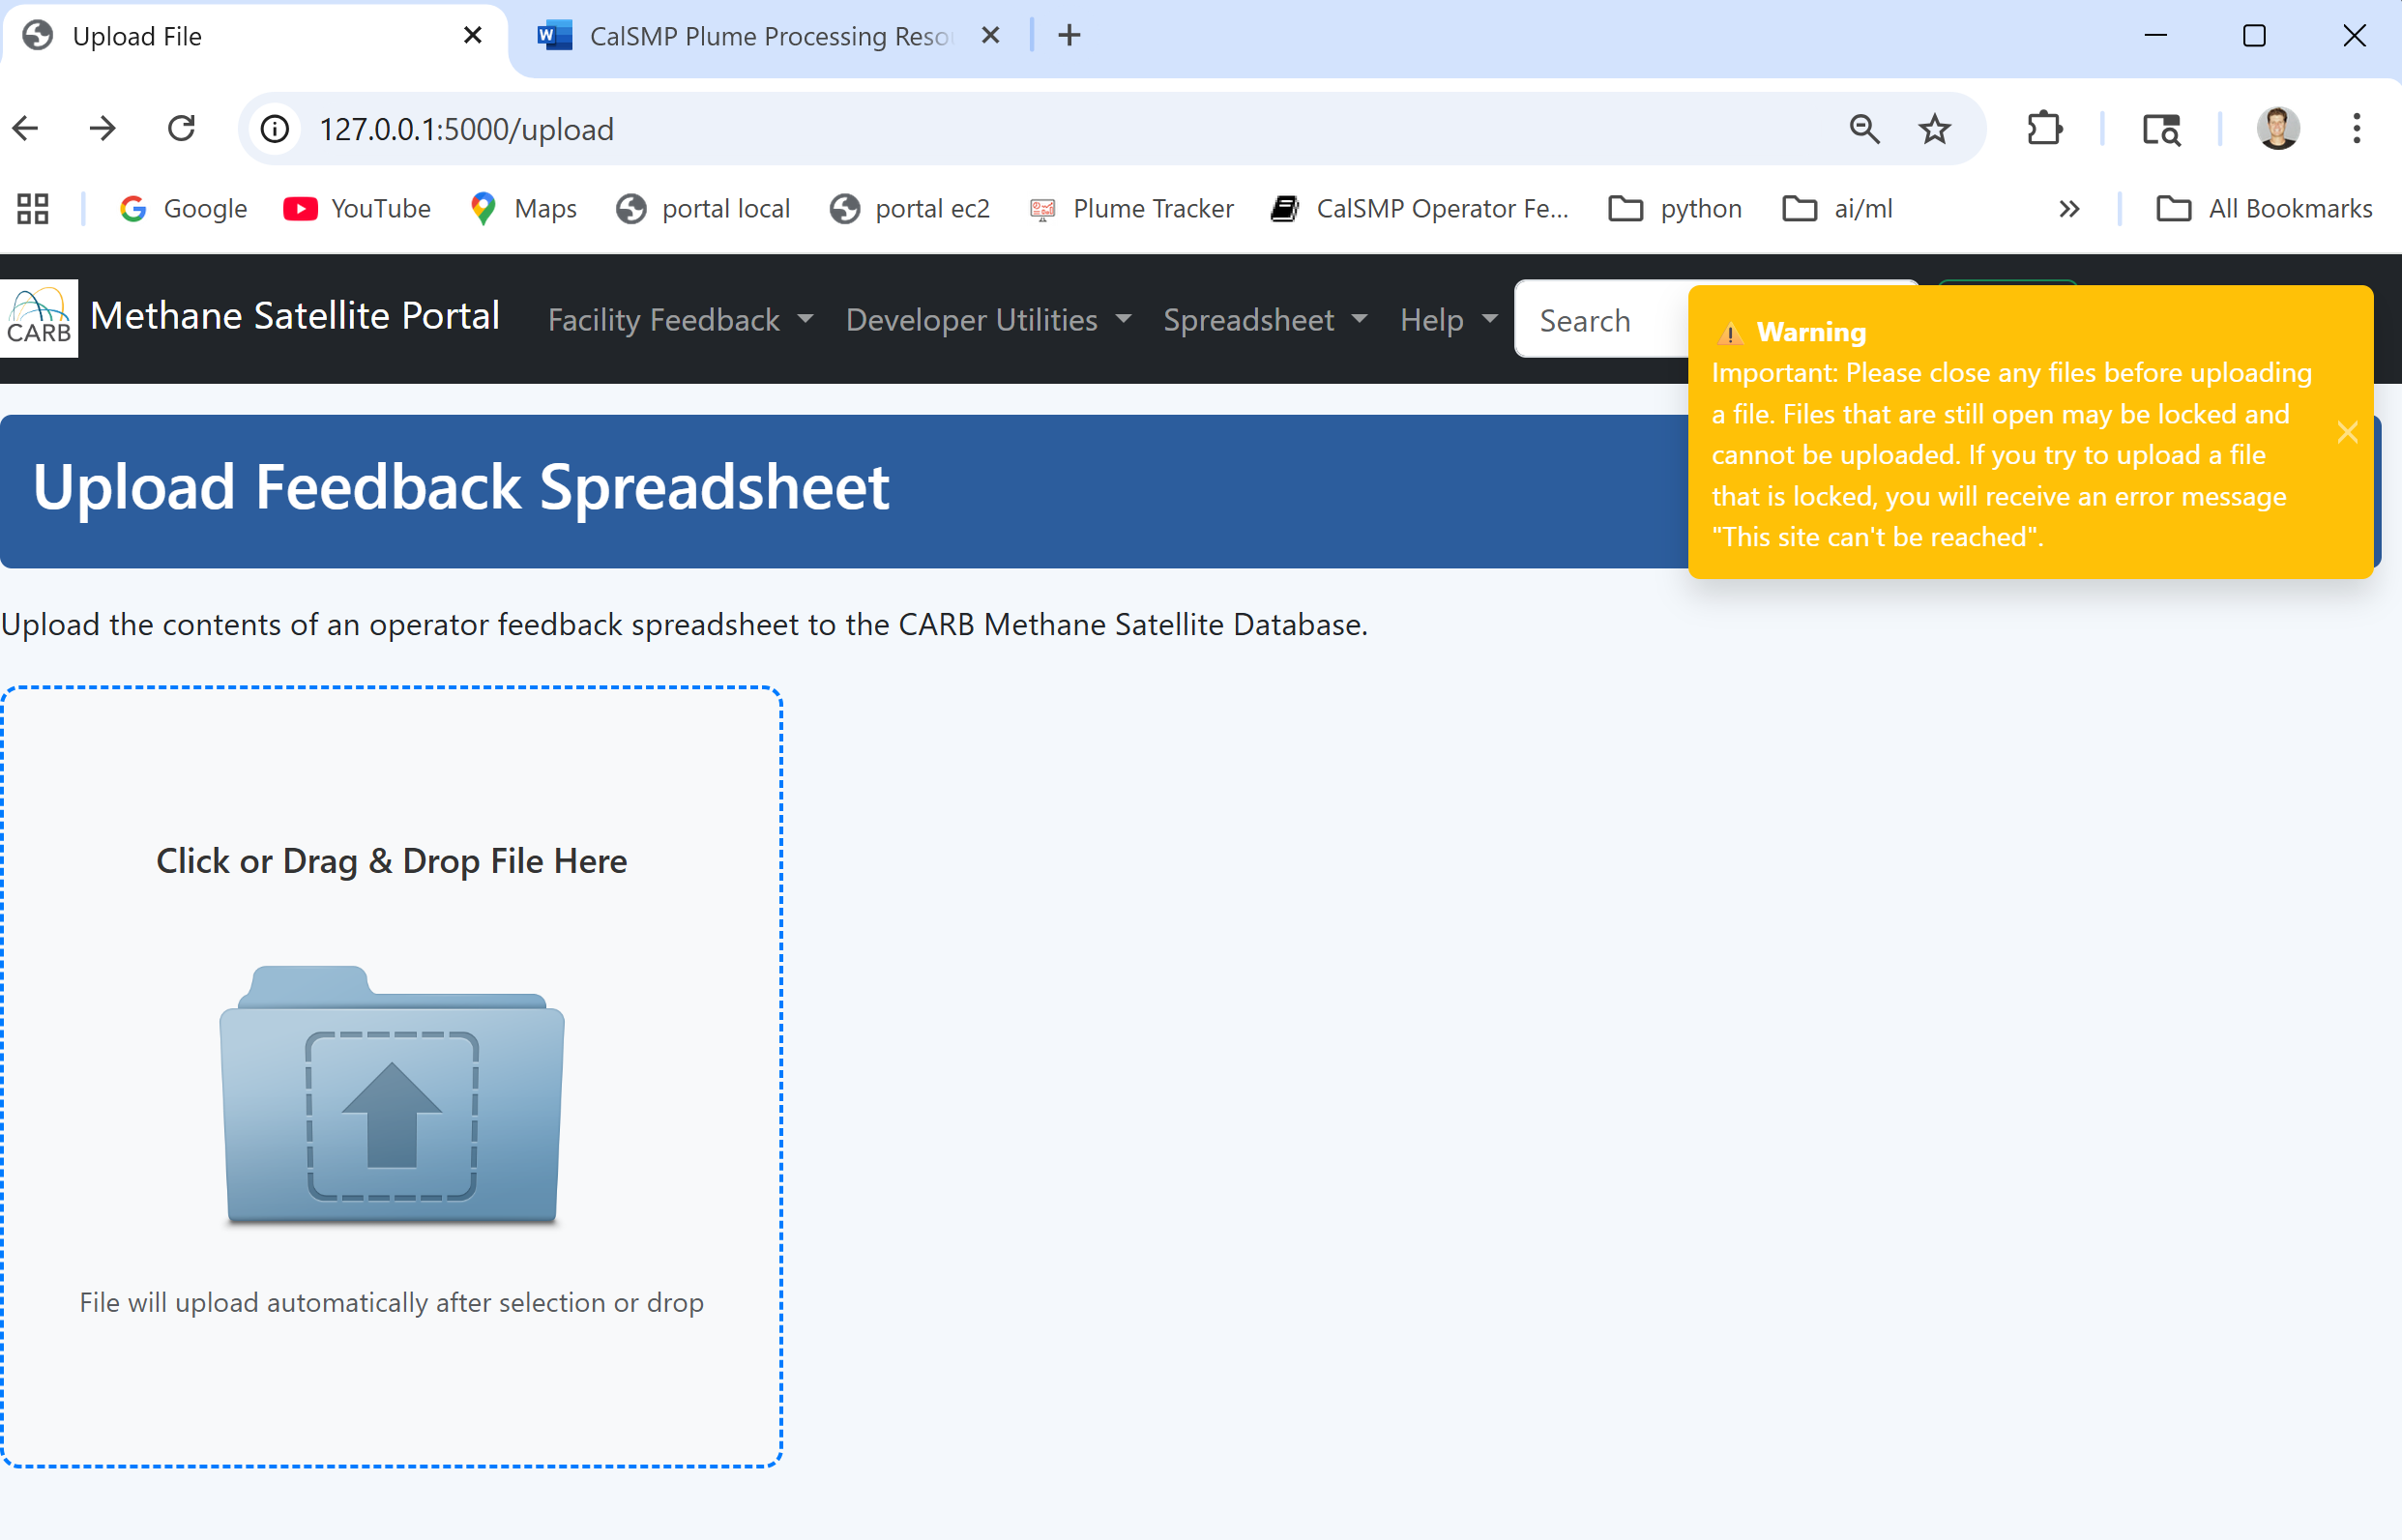 Upload File
CalSMP Plume Processing Reso
127.0.0.1:5000/upload
Google
YouTube
Maps
portal local
portal ec2
Plume Tracker
CalSMP Operator Fe...
python
ai/ml
All Bookmarks
CARB
Methane Satellite Portal
Facility Feedback
Developer Utilities
Spreadsheet
Help
Search
⚠️ Warning
Important: Please close any files before uploading
a file. Files that are still open may be locked and
cannot be uploaded. If you try to upload a file
that is locked, you will receive an error message
"This site can't be reached".
Upload Feedback Spreadsheet
Upload the contents of an operator feedback spreadsheet to the CARB Methane Satellite Database.
Click or Drag & Drop File Here
File will upload automatically after selection or drop